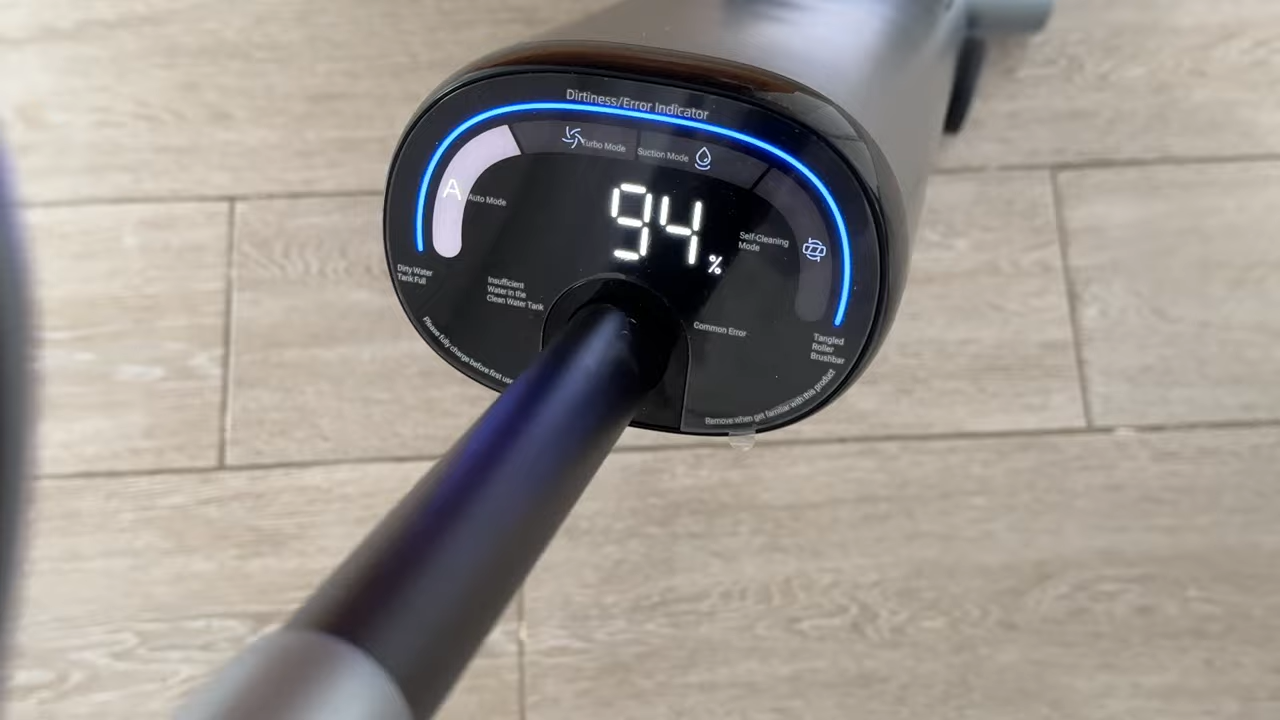 Dirtiness/Error Indicator
Turbo Mode
Suction Mode
A
Auto Mode
94%
Self-Cleaning
Mode
Dirty Water
Tank Full
Insufficient
Water in the
Clean Water Tank
Common Error
Tangled
Roller
Brushbar
Please fully charge before first use
Remove when get familiar with this product